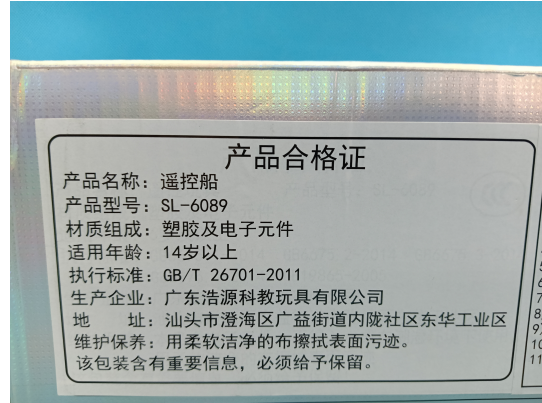 产品合格证
产品名称：遥控船
产品型号：SL-6089
材质组成：塑胶及电子元件
适用年龄：14岁以上
执行标准：GB/T 26701-2011
生产企业：广东浩源科教玩具有限公司
地　　址：汕头市澄海区广益街道内陇社区东华工业区
维护保养：用柔软洁净的布擦拭表面污迹。
该包装含有重要信息，必须给予保留。